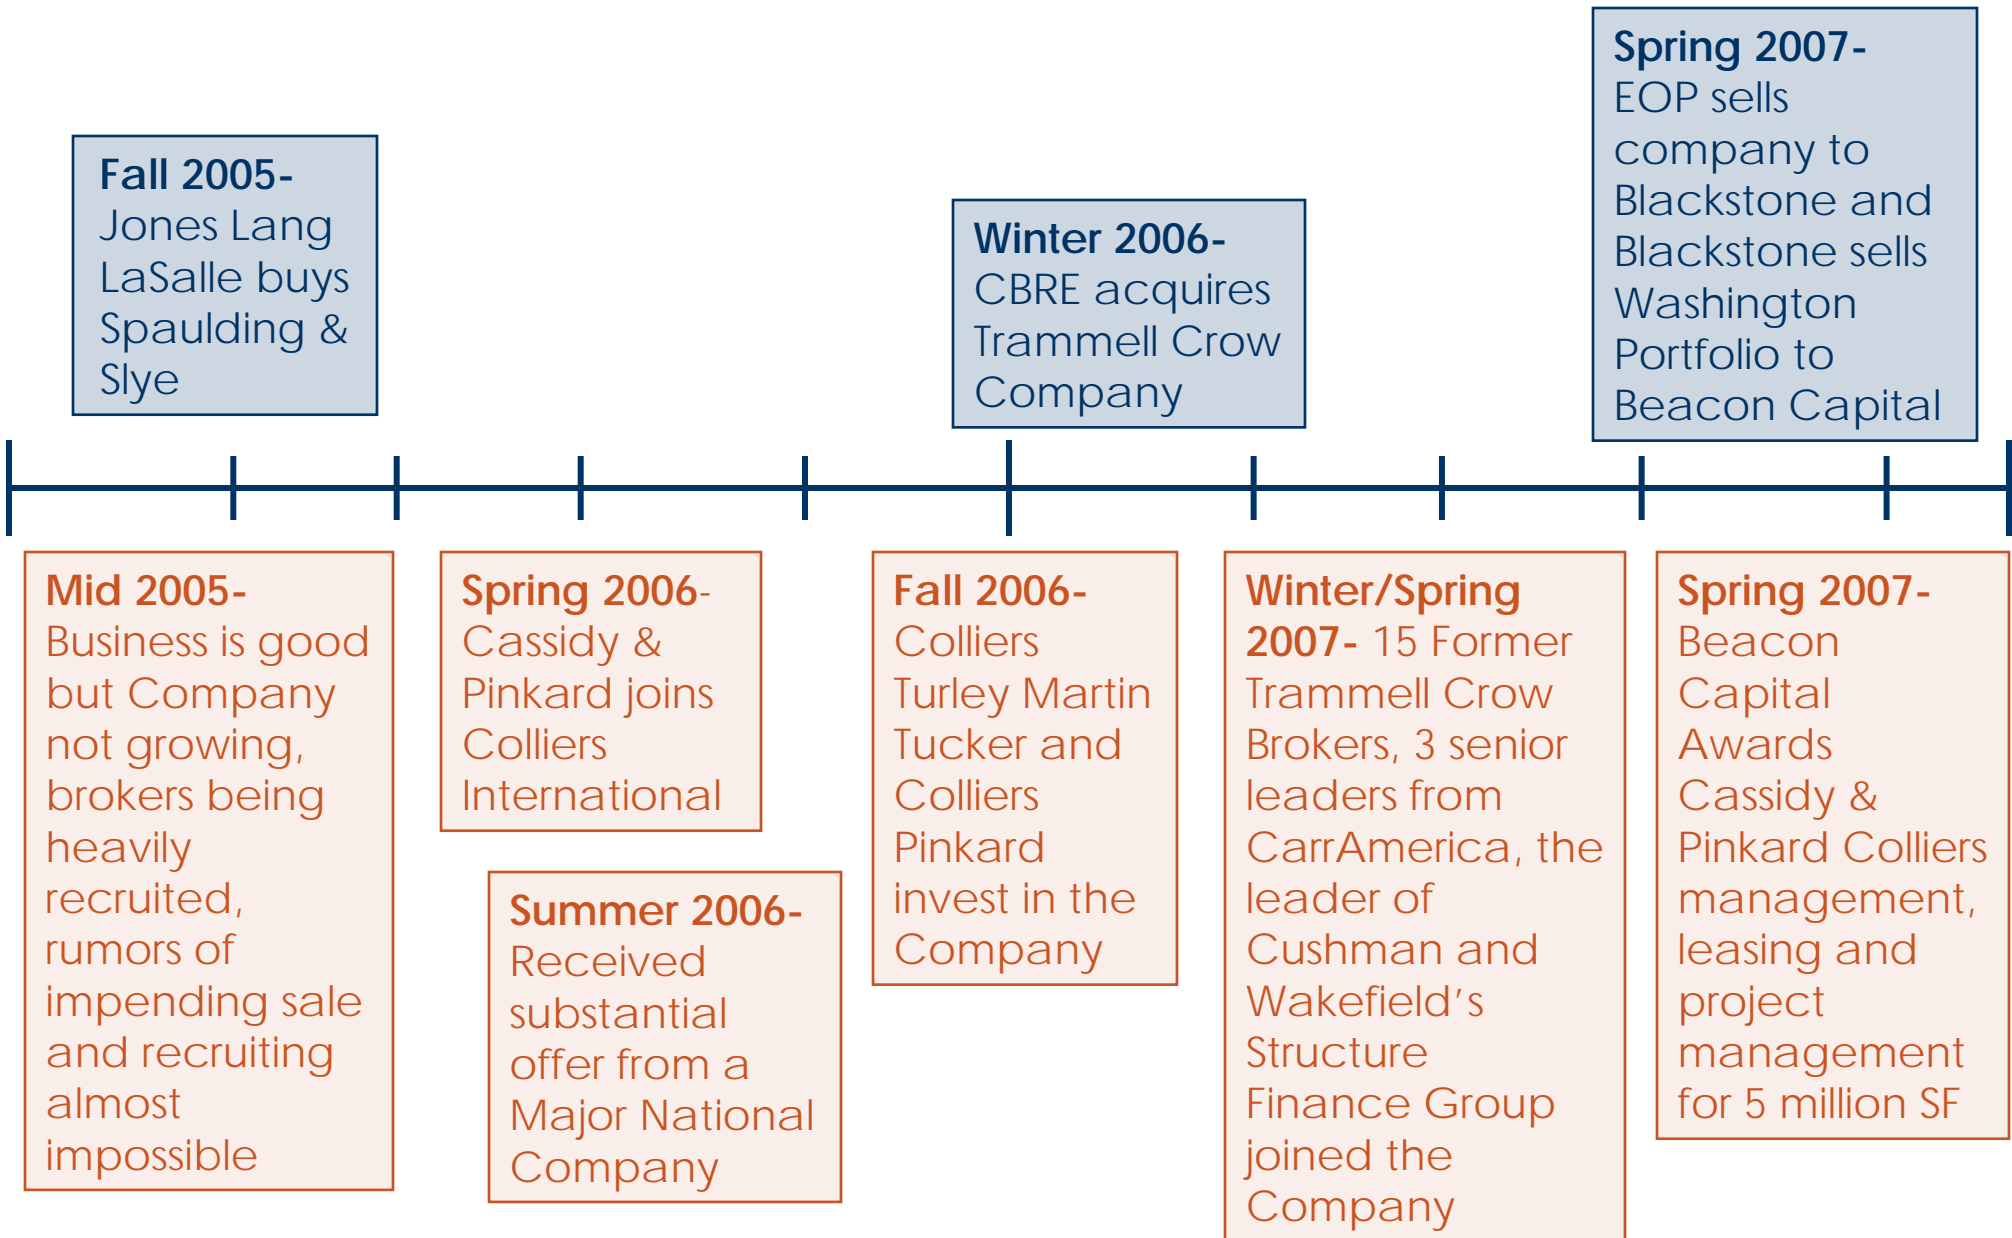 Fall 2005-
Jones Lang
LaSalle buys
Spaulding &
Slye
Winter 2006-
CBRE acquires
Trammell Crow
Company
Spring 2007-
EOP sells
company to
Blackstone and
Blackstone sells
Washington
Portfolio to
Beacon Capital
Mid 2005-
Business is good
but Company
not growing,
brokers being
heavily
recruited,
rumors of
impending sale
and recruiting
almost
impossible
Spring 2006-
Cassidy &
Pinkard joins
Colliers
International
Summer 2006-
Received
substantial
offer from a
Major National
Company
Fall 2006-
Colliers
Turley Martin
Tucker and
Colliers
Pinkard
invest in the
Company
Winter/Spring
2007- 15 Former
Trammell Crow
Brokers, 3 senior
leaders from
CarrAmerica, the
leader of
Cushman and
Wakefield’s
Structure
Finance Group
joined the
Company
Spring 2007-
Beacon
Capital
Awards
Cassidy &
Pinkard Colliers
management,
leasing and
project
management
for 5 million SF